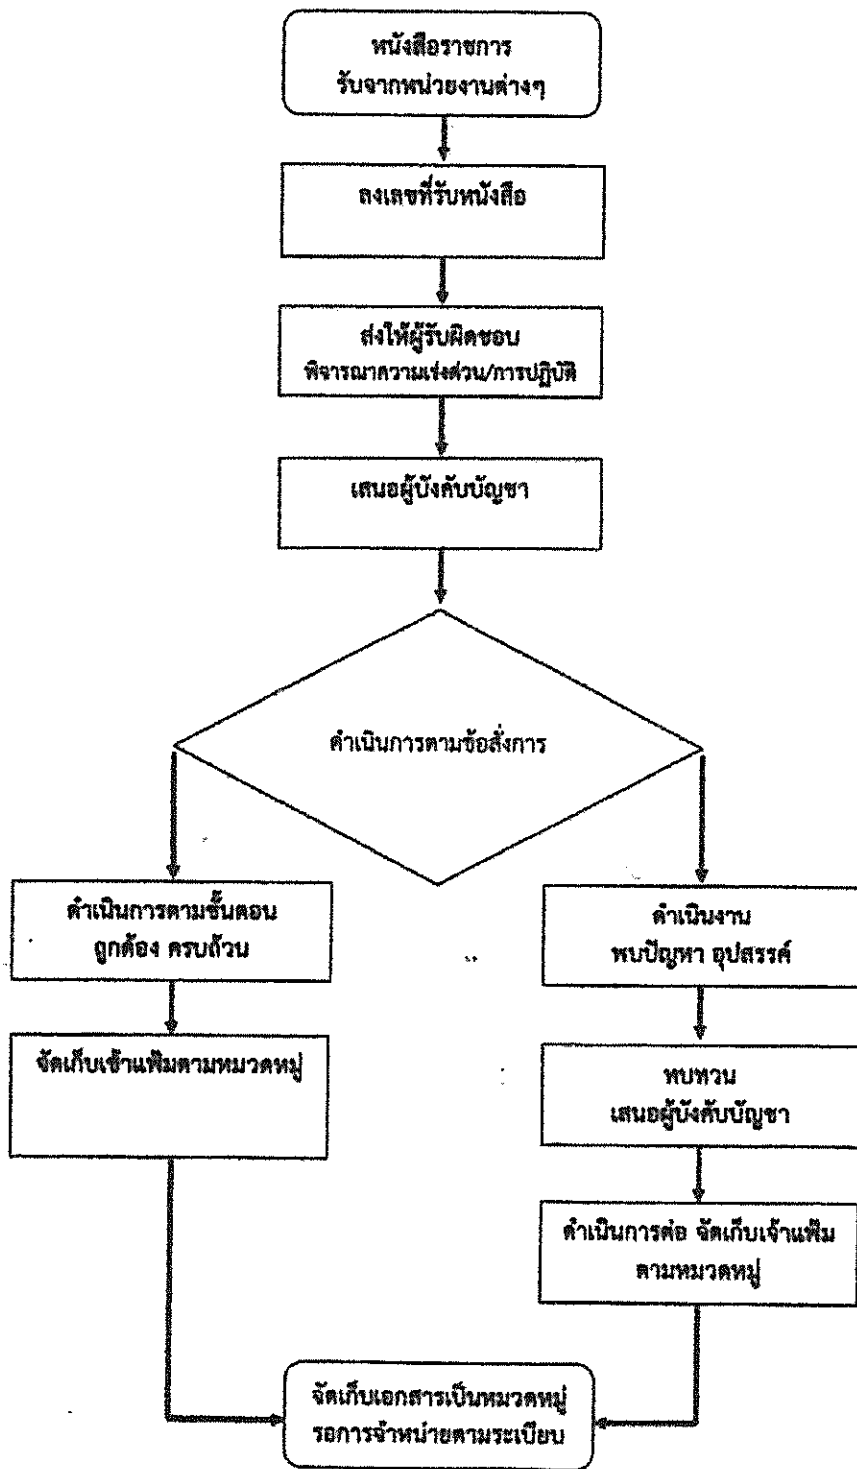 หนังสือราชการ
รับจากหน่วยงานต่างๆ
ลงเลขที่รับหนังสือ
ส่งให้ผู้รับผิดชอบ
พิจารณาความเร่งด่วน/การปฏิบัติ
เสนอผู้บังคับบัญชา
ดำเนินการตามข้อสั่งการ
ดำเนินการตามขั้นตอน
ถูกต้อง ครบถ้วน
จัดเก็บเข้าแฟ้มตามหมวดหมู่
ดำเนินงาน
พบปัญหา อุปสรรค์
ทบทวน
เสนอผู้บังคับบัญชา
ดำเนินการต่อ จัดเก็บเจ้าแฟ้ม
ตามหมวดหมู่
จัดเก็บเอกสารเป็นหมวดหมู่
รอการจำหน่ายตามระเบียบ